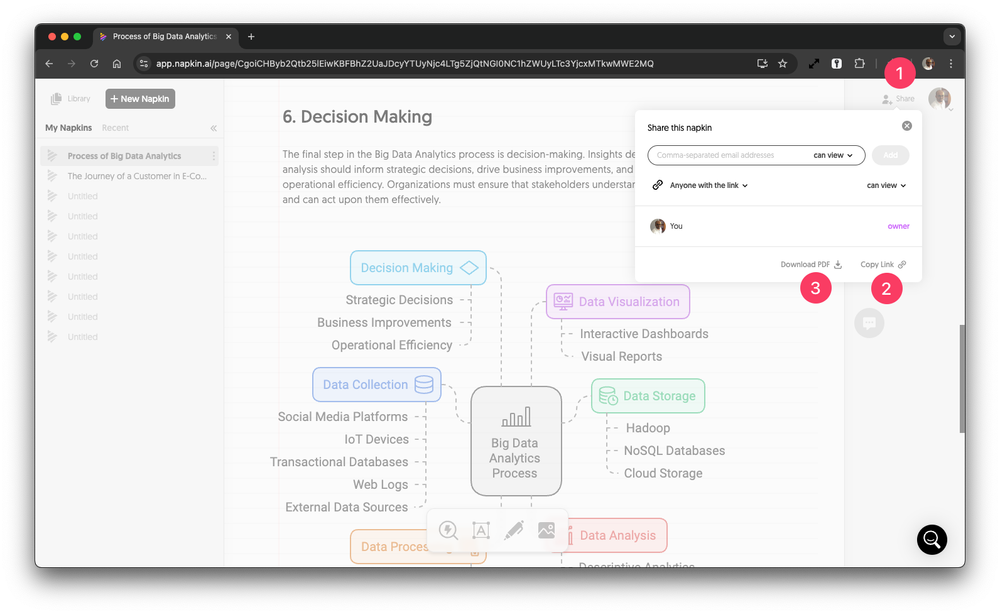 Process of Big Data Analytics
app.napkin.ai/page/CgoiCHByb2Qtb25lEiwKBFBhZ2UaJDcyYTUyNjc4LTg5ZjQtNGI0NC1hZWUyLTc3YjcxMTkwMWE2MQ
1
Library
+ New Napkin
Share
My Napkins Recent
Process of Big Data Analytics
The Journey of a Customer in E-Co...
Untitled
Untitled
Untitled
Untitled
Untitled
Untitled
Untitled
Untitled
6. Decision Making
The final step in the Big Data Analytics process is decision-making. Insights de
analysis should inform strategic decisions, drive business improvements, and
operational efficiency. Organizations must ensure that stakeholders understan
and can act upon them effectively.
Share this napkin
Comma-separated email addresses can view Add
Anyone with the link can view
You owner
Download PDF Copy Link
3 2
Decision Making
Strategic Decisions
Business Improvements
Operational Efficiency
Data Visualization
Interactive Dashboards
Visual Reports
Data Collection
Social Media Platforms
IoT Devices
Transactional Databases
Web Logs
External Data Sources
Big Data
Analytics
Process
Data Storage
Hadoop
NoSQL Databases
Cloud Storage
Data Proces
A
Data Analysis
Descriptive Analytics